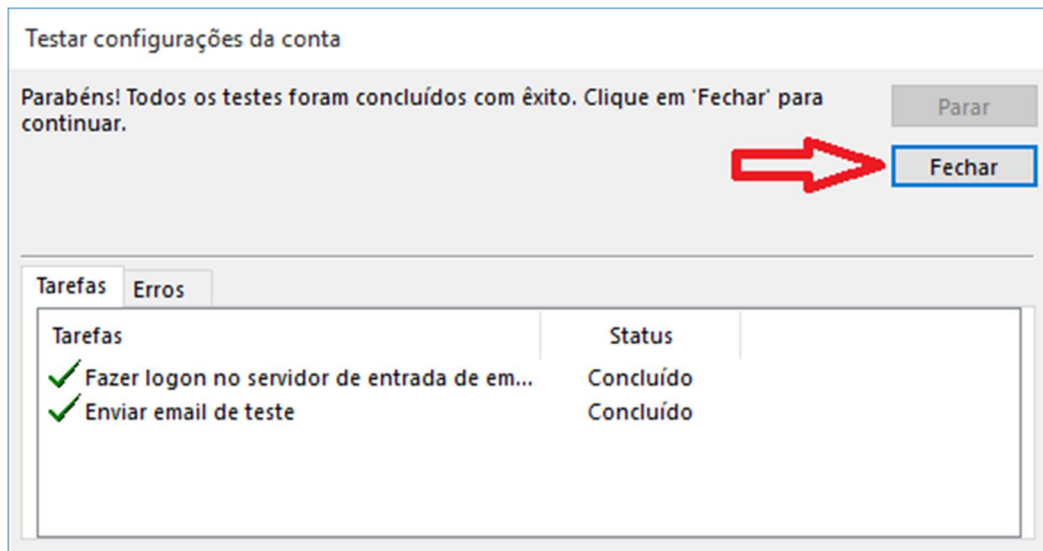 Testar configurações da conta
Parabéns! Todos os testes foram concluídos com êxito. Clique em 'Fechar' para
continuar.
Parar
Fechar
Tarefas Erros
Tarefas Status
Fazer logon no servidor de entrada de em... Concluído
Enviar email de teste Concluído